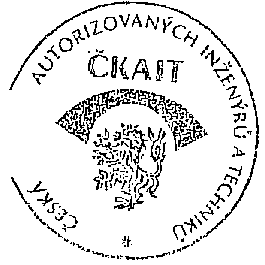 ČESKÁ
AUTORIZOVANÝCH INŽENÝRŮ A TECHNIKŮ
ČKAIT